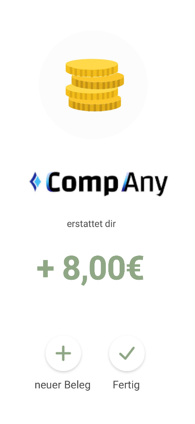 CompAny
erstattet dir
+ 8,00€
neuer Beleg
Fertig